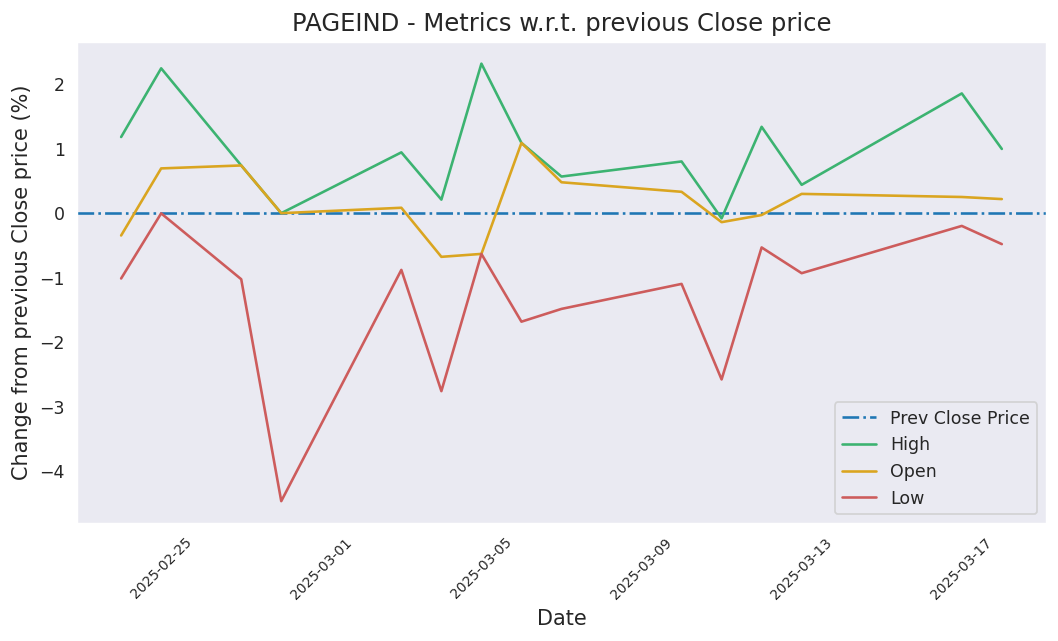 PAGEIND - Metrics w.r.t. previous Close price
Change from previous Close price (%)
2
1
0
−1
−2
−3
−4
Prev Close Price
High
Open
Low
2025-02-25
2025-03-01
2025-03-05
2025-03-09
2025-03-13
2025-03-17
Date